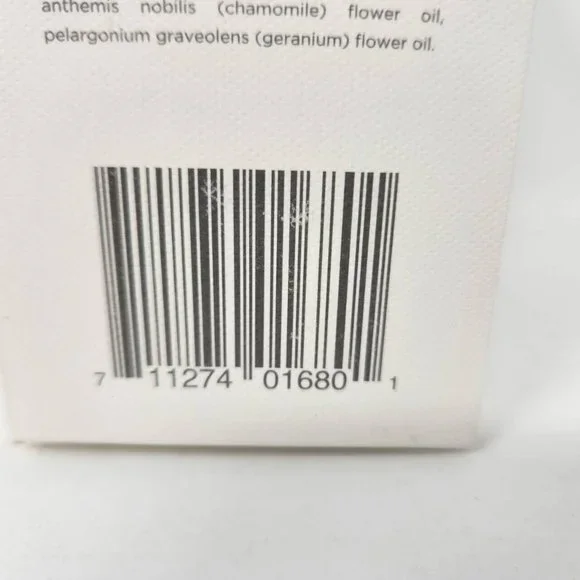 anthemis nobilis (chamomile) flower oil,
pelargonium graveolens (geranium) flower oil.
7 11274 01680 1